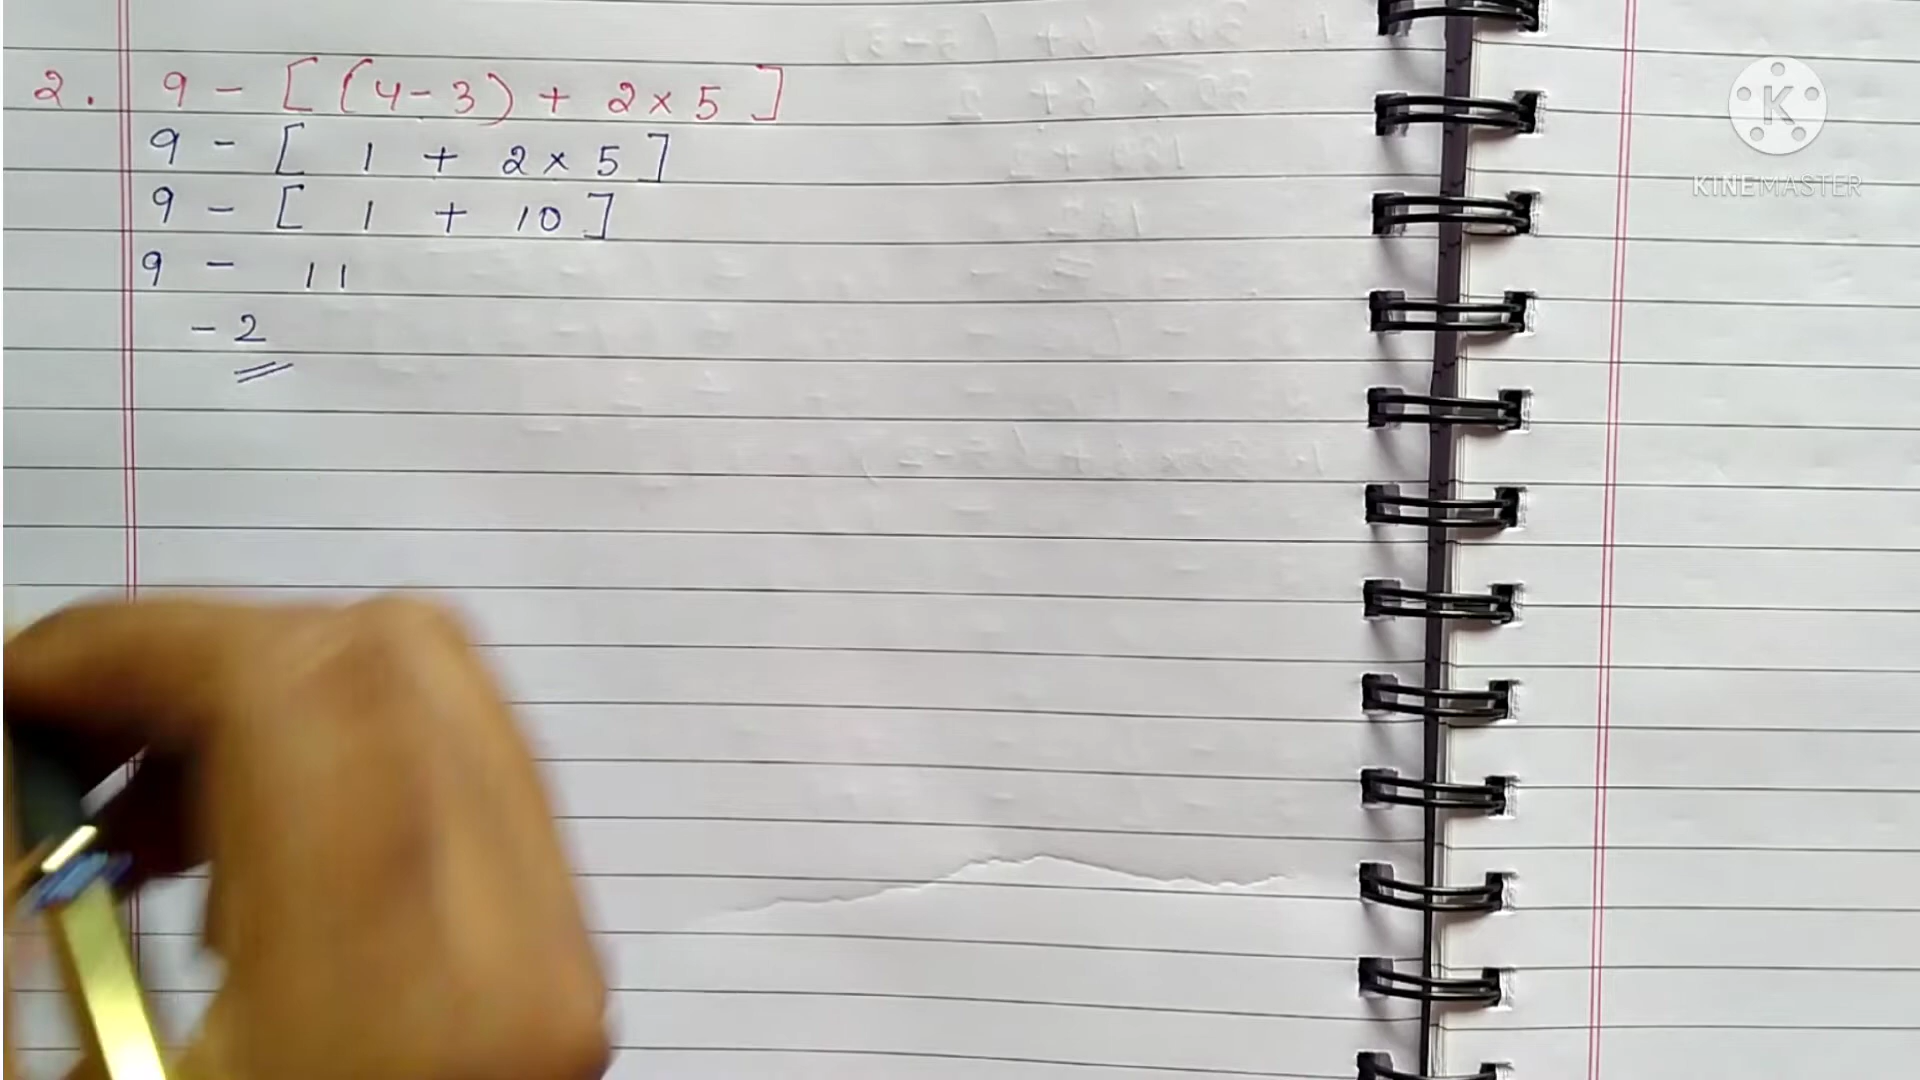 2. 9 - [ (4-3) + 2 × 5 ]
9 - [ 1 + 2 × 5 ]
9 - [ 1 + 10 ]
9 - 11
- 2
K
KINEMASTER